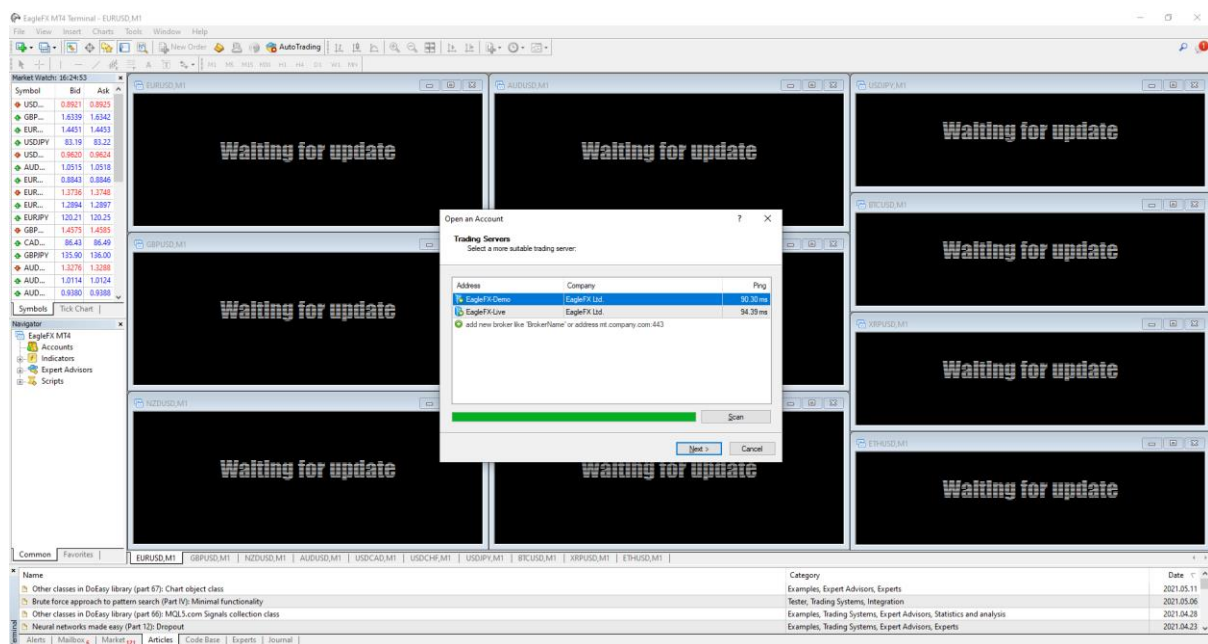 EagleFX MT4 Terminal - EURUSD,M1
File View Insert Charts Tools Window Help
New Order AutoTrading
M1 M5 M15 M30 H1 H4 D1 W1 MN
Market Watch: 16:24:53
Symbol Bid Ask
USD... 0.8921 0.8925
GBP... 1.6339 1.6342
EUR... 1.4451 1.4453
USDJPY 83.19 83.22
USD... 0.9620 0.9624
AUD... 1.0515 1.0518
EUR... 0.8843 0.8846
EUR... 1.3736 1.3748
EUR... 1.2894 1.2897
EURJPY 120.21 120.25
GBP... 1.4575 1.4585
CAD... 86.43 86.49
GBPJPY 135.90 136.00
AUD... 1.3276 1.3288
AUD... 1.0114 1.0124
AUD... 0.9380 0.9388
Symbols Tick Chart
Navigator
EagleFX MT4
Accounts
Indicators
Expert Advisors
Scripts
Common Favorites
EURUSD,M1
Waiting for update
AUDUSD,M1
Waiting for update
USDJPY,M1
Waiting for update
BTCUSD,M1
Waiting for update
GBPUSD,M1
Waiting for update
XRPUSD,M1
Waiting for update
NZDUSD,M1
Waiting for update
Waiting for update
ETHUSD,M1
Waiting for update
Open an Account ?
Trading Servers
Select a more suitable trading server:
Address Company Ping
EagleFX-Demo EagleFX Ltd. 90.30 ms
EagleFX-Live EagleFX Ltd. 94.39 ms
add new broker like 'BrokerName' or address mt.company.com:443
Scan
Next > Cancel
EURUSD,M1 GBPUSD,M1 NZDUSD,M1 AUDUSD,M1 USDCAD,M1 USDCHF,M1 USDJPY,M1 BTCUSD,M1 XRPUSD,M1 ETHUSD,M1
Name Category Date
Other classes in DoEasy library (part 67): Chart object class Examples, Expert Advisors, Experts 2021.05.11
Brute force approach to pattern search (Part IV): Minimal functionality Tester, Trading Systems, Integration 2021.05.06
Other classes in DoEasy library (part 66): MQL5.com Signals collection class Examples, Trading Systems, Expert Advisors, Statistics and analysis 2021.04.28
Neural networks made easy (Part 12): Dropout Examples, Trading Systems, Expert Advisors, Experts 2021.04.23
Alerts Mailbox Market Articles Code Base Experts Journal